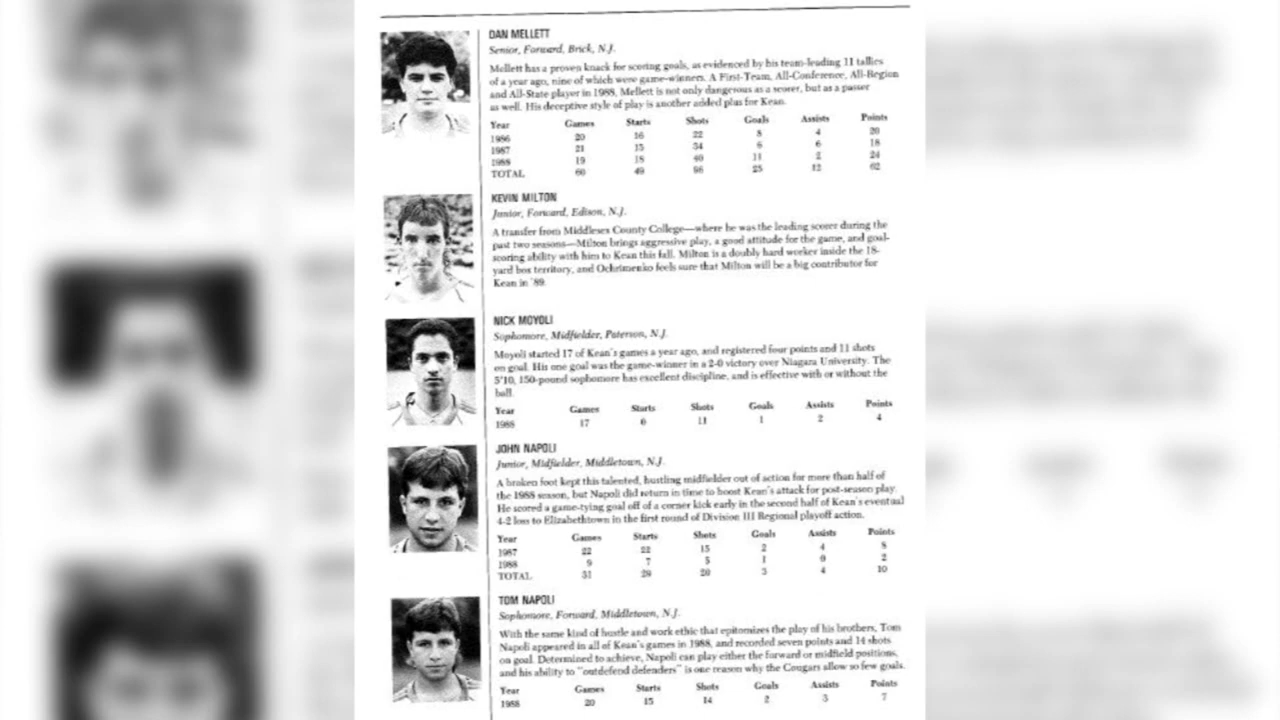 DAN MELLETT
Senior, Forward, Brick, N.J.
Mellett has a proven knack for scoring goals, as evidenced by his team-leading 11 tallies
of a year ago, nine of which were game-winners. A First-Team, All-Conference, All-Region
and All-State player in 1988, Mellett is not only dangerous as a scorer, but as a passer
as well. His deceptive style of play is another added plus for Kean.
Year Games Starts Shots Goals Assists Points
1986 20 16 22 8 4 20
1987 21 15 34 6 6 18
1988 19 18 40 11 2 24
TOTAL 60 49 96 25 12 62
KEVIN MILTON
Junior, Forward, Edison, N.J.
A transfer from Middlesex County College—where he was the leading scorer during the
past two seasons—Milton brings aggressive play, a good attitude for the game, and goal-
scoring ability with him to Kean this fall. Milton is a doubly hard worker inside the 18-
yard box territory, and Ochrimenko feels sure that Milton will be a big contributor for
Kean in '89.
NICK MOYOLI
Sophomore, Midfielder, Paterson, N.J.
Moyoli started 17 of Kean's games a year ago, and registered four points and 11 shots
on goal. His one goal was the game-winner in a 2-0 victory over Niagara University. The
5'10, 150-pound sophomore has excellent discipline, and is effective with or without the
ball.
Year Games Starts Shots Goals Assists Points
1988 17 6 11 1 2 4
JOHN NAPOLI
Junior, Midfielder, Middletown, N.J.
A broken foot kept this talented, hustling midfielder out of action for more than half of
the 1988 season, but Napoli did return in time to boost Kean's attack for post-season play.
He scored a game-tying goal off of a corner kick early in the second half of Kean's eventual
4-2 loss to Elizabethtown in the first round of Division III Regional playoff action.
Year Games Starts Shots Goals Assists Points
1987 22 22 15 2 4 8
1988 9 7 5 1 0 2
TOTAL 31 29 20 3 4 10
TOM NAPOLI
Sophomore, Forward, Middletown, N.J.
With the same kind of hustle and work ethic that epitomizes the play of his brothers, Tom
Napoli appeared in all of Kean's games in 1988, and recorded seven points and 14 shots
on goal. Determined to achieve, Napoli can play either the forward or midfield positions,
and his ability to "outdefend defenders" is one reason why the Cougars allow so few goals.
Year Games Starts Shots Goals Assists Points
1988 20 15 14 2 3 7